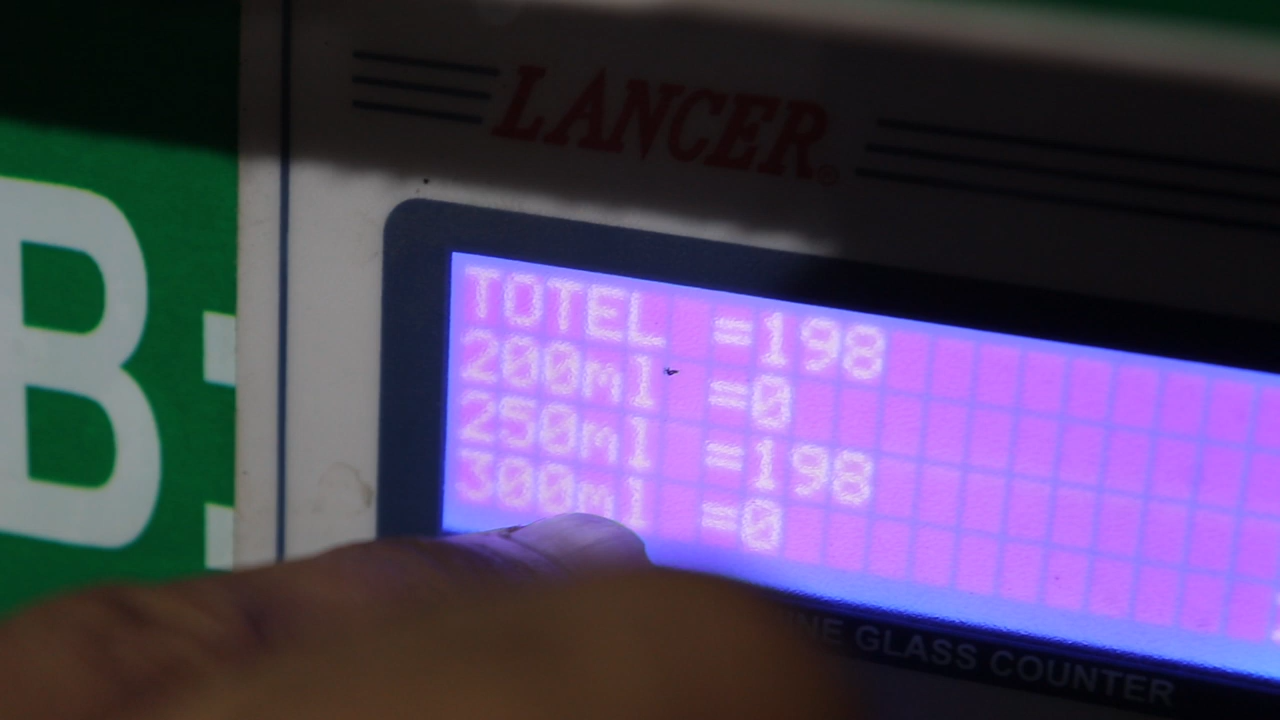 LANCER®
TOTEL =198
200ml =0
250ml =198
300ml =0
GLASS COUNTER
B: